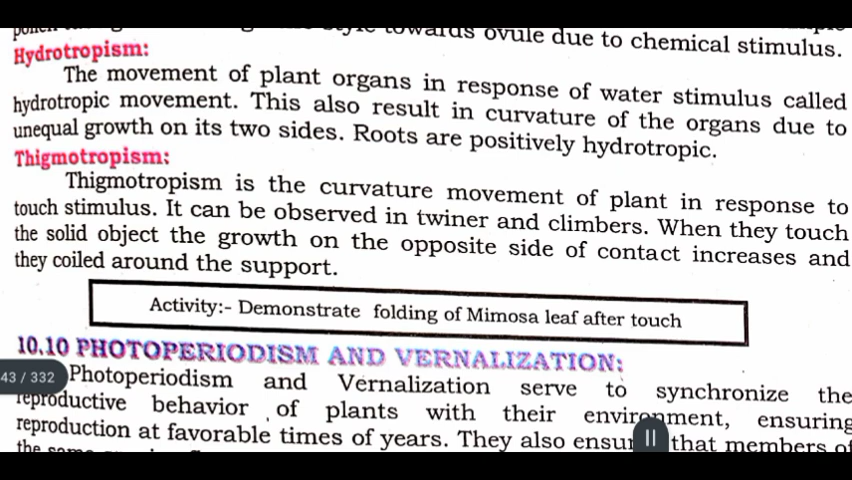 style towards ovule due to chemical stimulus.
Hydrotropism:
The movement of plant organs in response of water stimulus called
hydrotropic movement. This also result in curvature of the organs due to
unequal growth on its two sides. Roots are positively hydrotropic.
Thigmotropism:
Thigmotropism is the curvature movement of plant in response to
touch stimulus. It can be observed in twiner and climbers. When they touch
the solid object the growth on the opposite side of contact increases and
they coiled around the support.
Activity:- Demonstrate folding of Mimosa leaf after touch
10.10 PHOTOPERIODISM AND VERNALIZATION:
43 / 332
Photoperiodism and Vernalization serve to synchronize the
reproductive behavior of plants with their environment, ensuring
reproduction at favorable times of years. They also that members of